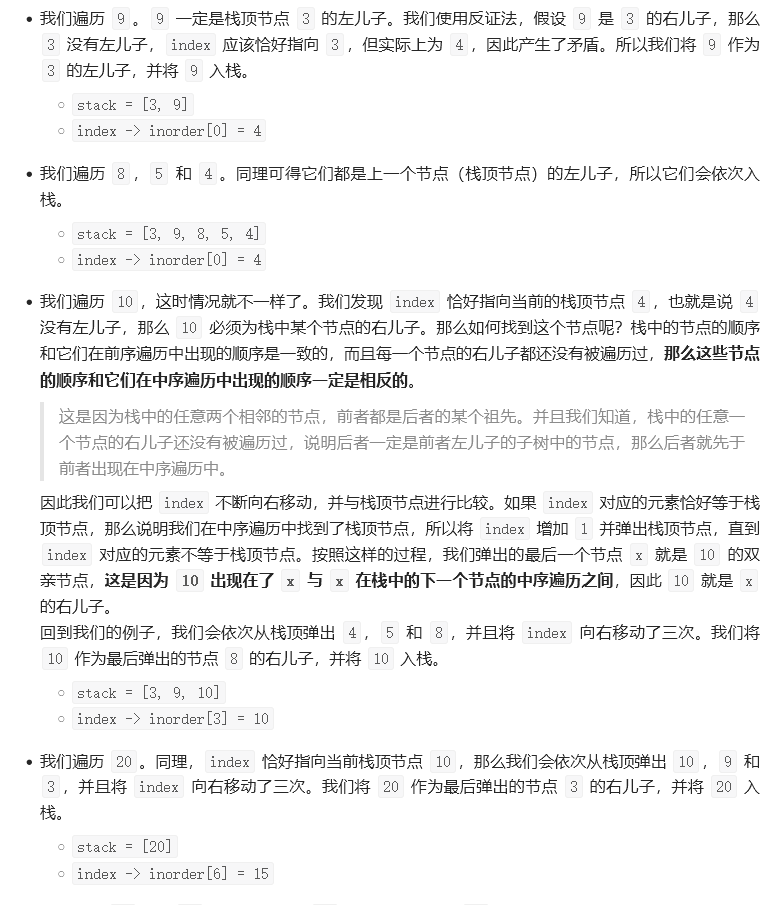 我们遍历 9 。 9 一定是栈顶节点 3 的左儿子。我们使用反证法，假设 9 是 3 的右儿子，那么
3 没有左儿子， index 应该恰好指向 3 ，但实际上为 4 ，因此产生了矛盾。所以我们将 9 作为
3 的左儿子，并将 9 入栈。
stack = [3, 9]
index -> inorder[0] = 4
我们遍历 8 ， 5 和 4 。同理可得它们都是上一个节点（栈顶节点）的左儿子，所以它们会依次入
栈。
stack = [3, 9, 8, 5, 4]
index -> inorder[0] = 4
我们遍历 10 ，这时情况就不一样了。我们发现 index 恰好指向当前的栈顶节点 4 ，也就是说 4
没有左儿子，那么 10 必须为栈中某个节点的右儿子。那么如何找到这个节点呢？栈中的节点的顺序
和它们在前序遍历中出现的顺序是一致的，而且每一个节点的右儿子都还没有被遍历过，那么这些节点
的顺序和它们在中序遍历中出现的顺序一定是相反的。
这是因为栈中的任意两个相邻的节点，前者都是后者的某个祖先。并且我们知道，栈中的任意一
个节点的右儿子还没有被遍历过，说明后者一定是前者左儿子的子树中的节点，那么后者就先于
前者出现在中序遍历中。
因此我们可以把 index 不断向右移动，并与栈顶节点进行比较。如果 index 对应的元素恰好等于栈
顶节点，那么说明我们在中序遍历中找到了栈顶节点，所以将 index 增加 1 并弹出栈顶节点，直到
index 对应的元素不等于栈顶节点。按照这样的过程，我们弹出的最后一个节点 x 就是 10 的双
亲节点，这是因为 10 出现在了 x 与 x 在栈中的下一个节点的中序遍历之间，因此 10 就是 x
的右儿子。
回到我们的例子，我们会依次从栈顶弹出 4 ， 5 和 8 ，并且将 index 向右移动了三次。我们将
10 作为最后弹出的节点 8 的右儿子，并将 10 入栈。
stack = [3, 9, 10]
index -> inorder[3] = 10
我们遍历 20 。同理， index 恰好指向当前栈顶节点 10 ，那么我们会依次从栈顶弹出 10 ， 9 和
3 ，并且将 index 向右移动了三次。我们将 20 作为最后弹出的节点 3 的右儿子，并将 20 入
栈。
stack = [20]
index -> inorder[6] = 15